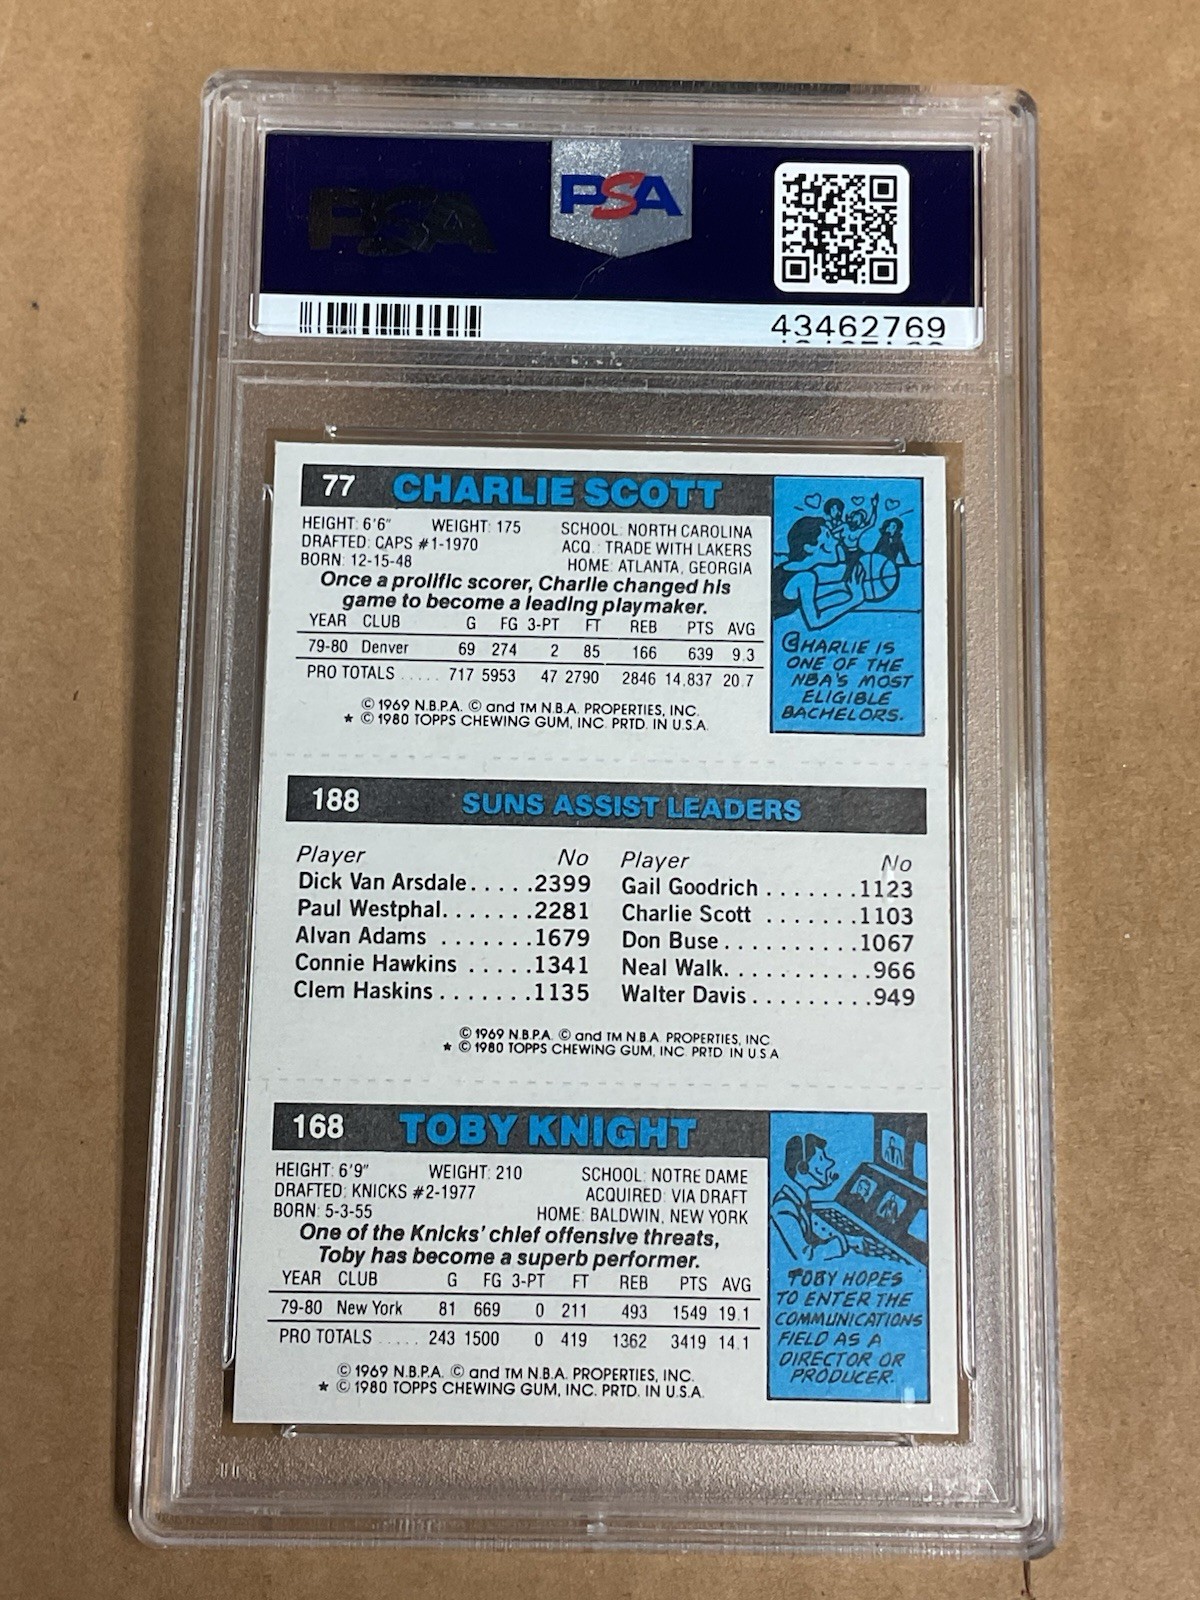 PSA
PSA
43462769
77 CHARLIE SCOTT
HEIGHT: 6'6" WEIGHT: 175 SCHOOL: NORTH CAROLINA
DRAFTED: CAPS #1-1970 ACQ.: TRADE WITH LAKERS
BORN: 12-15-48 HOME: ATLANTA, GEORGIA
Once a prolific scorer, Charlie changed his
game to become a leading playmaker.
YEAR CLUB G FG 3-PT FT REB PTS AVG
79-80 Denver 69 274 2 85 166 639 9.3
PRO TOTALS ..... 717 5953 47 2790 2846 14,837 20.7
© 1969 N.B.P.A. © and TM N.B.A. PROPERTIES, INC.
★ © 1980 TOPPS CHEWING GUM, INC. PRTD. IN U.S.A.
CHARLIE IS
ONE OF THE
NBA'S MOST
ELIGIBLE
BACHELORS.
188 SUNS ASSIST LEADERS
Player No Player No
Dick Van Arsdale.....2399 Gail Goodrich.......1123
Paul Westphal.......2281 Charlie Scott.......1103
Alvan Adams.......1679 Don Buse..........1067
Connie Hawkins.....1341 Neal Walk...........966
Clem Haskins.......1135 Walter Davis.........949
© 1969 N.B.P.A. © and TM N.B.A. PROPERTIES, INC.
★ © 1980 TOPPS CHEWING GUM, INC. PRTD. IN U.S.A.
168 TOBY KNIGHT
HEIGHT: 6'9" WEIGHT: 210 SCHOOL: NOTRE DAME
DRAFTED: KNICKS #2-1977 ACQUIRED: VIA DRAFT
BORN: 5-3-55 HOME: BALDWIN, NEW YORK
One of the Knicks' chief offensive threats,
Toby has become a superb performer.
YEAR CLUB G FG 3-PT FT REB PTS AVG
79-80 New York 81 669 0 211 493 1549 19.1
PRO TOTALS ..... 243 1500 0 419 1362 3419 14.1
© 1969 N.B.P.A. © and TM N.B.A. PROPERTIES, INC.
★ © 1980 TOPPS CHEWING GUM, INC. PRTD. IN U.S.A.
TOBY HOPES
TO ENTER THE
COMMUNICATIONS
FIELD AS A
DIRECTOR OR
PRODUCER.